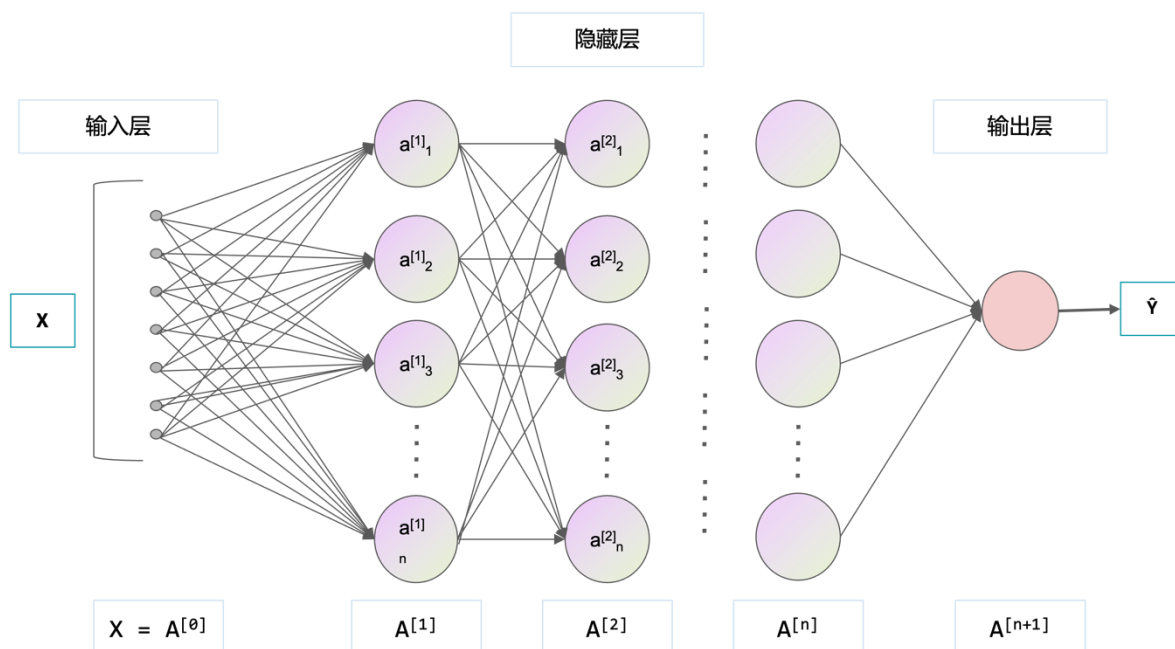 隐藏层
输入层
输出层
a[1]1
a[2]1
a[1]2
a[2]2
X
Ŷ
a[1]3
a[2]3
a[1]
n
a[2]n
X = A[0]
A[1]
A[2]
A[n]
A[n+1]